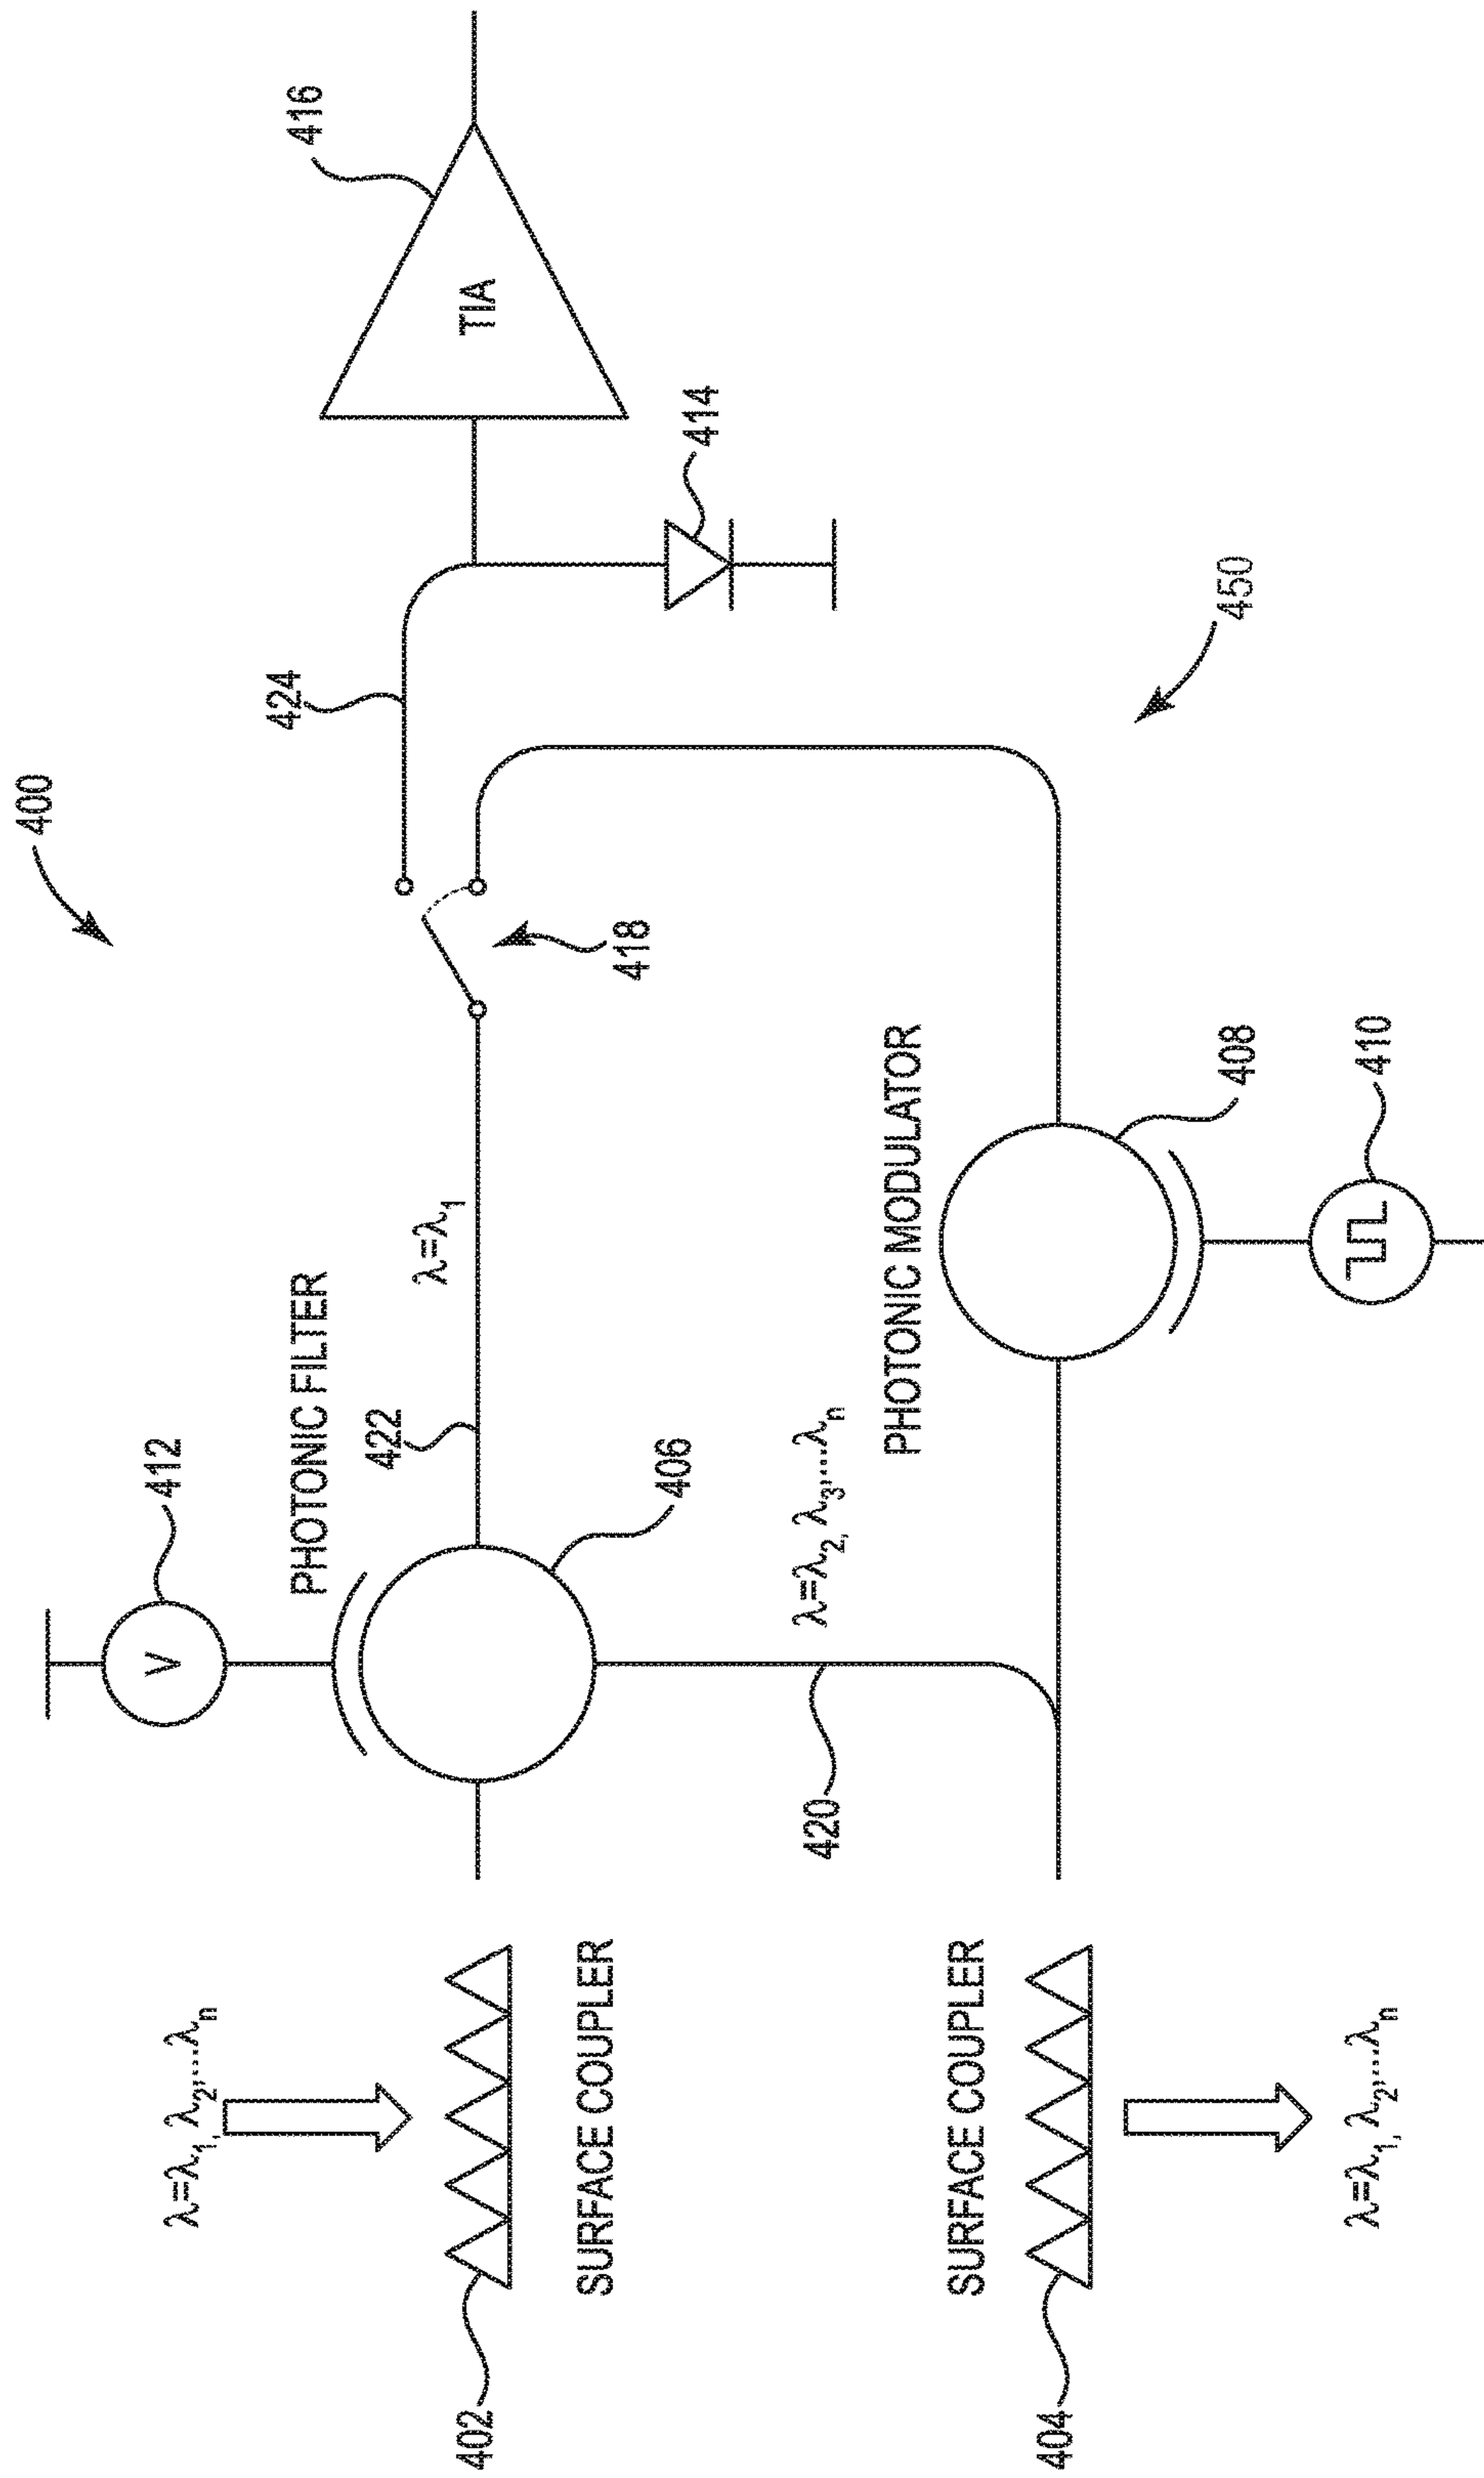 400
λ=λ₁, λ₂,...λₙ
402
SURFACE COUPLER
412
V
PHOTONIC FILTER
406
422
λ=λ₁
418
424
414
TIA
416
420
λ=λ₂, λ₃,...λₙ
450
404
SURFACE COUPLER
λ=λ₁, λ₂,...λₙ
PHOTONIC MODULATOR
408
410